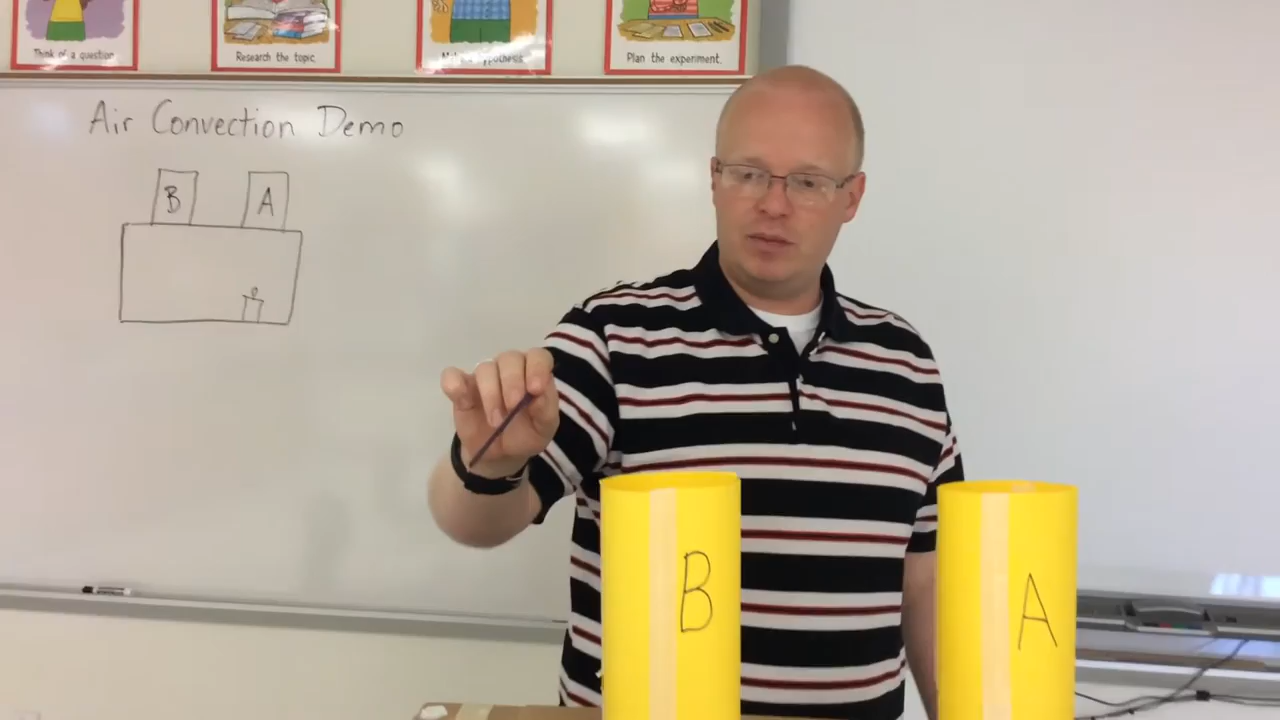 Think of a question.
Research the topic.
Plan the experiment.
Air Convection Demo
B
A
B
A